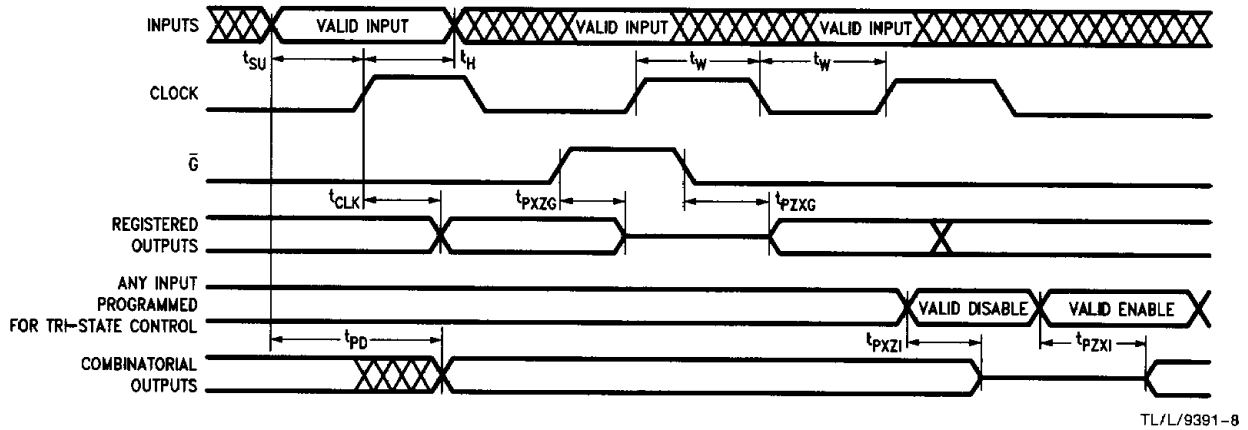 INPUTS
VALID INPUT
VALID INPUT
VALID INPUT
tSU
tH
tW
tW
CLOCK
G̅
tCLK
tPXZG
tPZXG
REGISTERED
OUTPUTS
ANY INPUT
PROGRAMMED
FOR TRI-STATE CONTROL
VALID DISABLE
VALID ENABLE
tPD
tPXZI
tPZXI
COMBINATORIAL
OUTPUTS
TL/L/9391-8